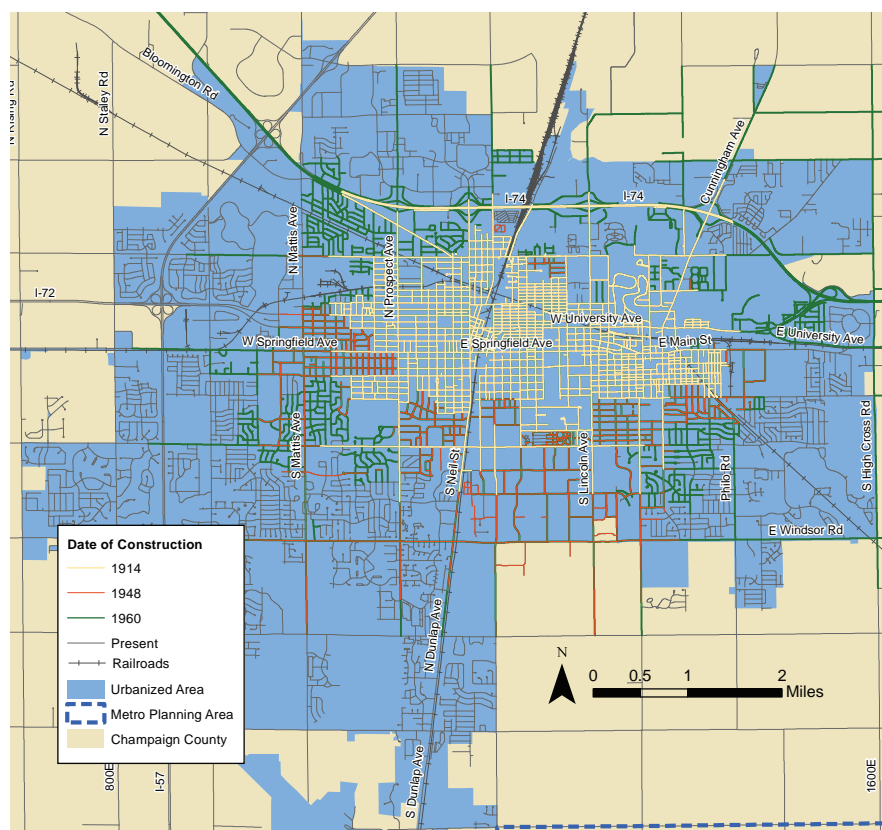 Bloomington Rd
N Staley Rd
Cunningham Ave
I-74
I-74
N Mattis Ave
N Prospect Ave
I-72
W University Ave
W Springfield Ave
E Springfield Ave
E Main St
E University Ave
S Mattis Ave
S Neil St
S Lincoln Ave
Philo Rd
S High Cross Rd
E Windsor Rd
Date of Construction
1914
1948
1960
Present
Railroads
Urbanized Area
Metro Planning Area
Champaign County
N Dunlap Ave
N
0 0.5 1 2
Miles
800E
I-57
S Dunlap Ave
1600E